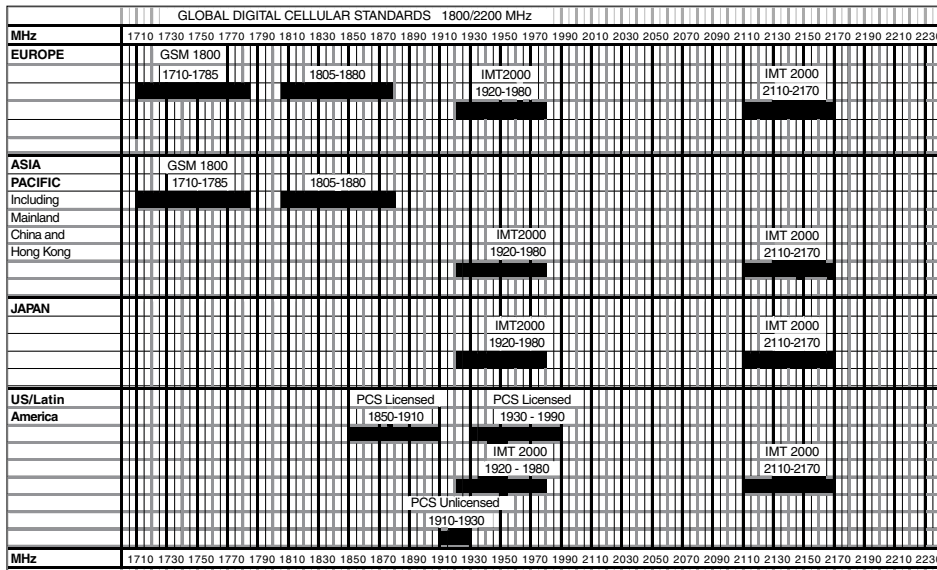 GLOBAL DIGITAL CELLULAR STANDARDS 1800/2200 MHz
MHz 1710 1730 1750 1770 1790 1810 1830 1850 1870 1890 1910 1930 1950 1970 1990 2010 2030 2050 2070 2090 2110 2130 2150 2170 2190 2210 2230
EUROPE GSM 1800
1710-1785 1805-1880 IMT2000 IMT 2000
1920-1980 2110-2170
ASIA GSM 1800
PACIFIC 1710-1785 1805-1880
Including
Mainland
China and IMT2000 IMT 2000
Hong Kong 1920-1980 2110-2170
JAPAN
IMT2000 IMT 2000
1920-1980 2110-2170
US/Latin PCS Licensed PCS Licensed
America 1850-1910 1930 - 1990
IMT 2000 IMT 2000
1920 - 1980 2110-2170
PCS Unlicensed
1910-1930
MHz 1710 1730 1750 1770 1790 1810 1830 1850 1870 1890 1910 1930 1950 1970 1990 2110 2010 2030 2050 2070 2090 2110 2130 2150 2170 2190 2210 2230